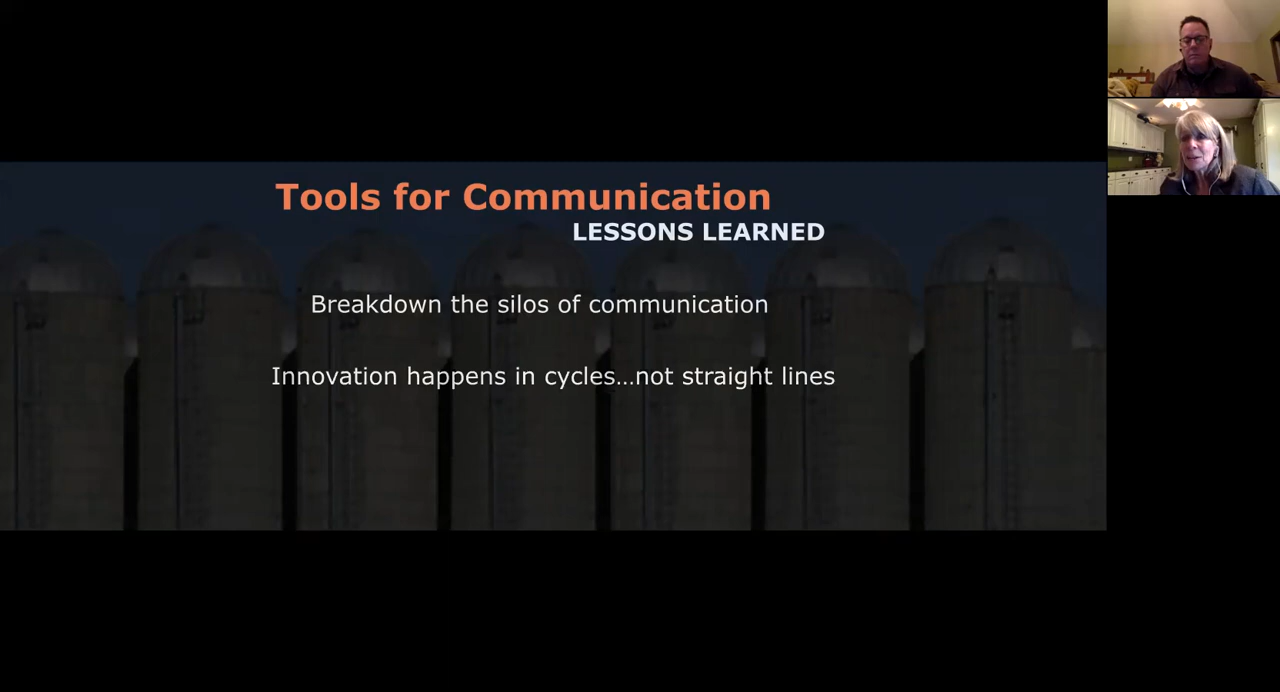 Tools for Communication
LESSONS LEARNED
Breakdown the silos of communication
Innovation happens in cycles...not straight lines